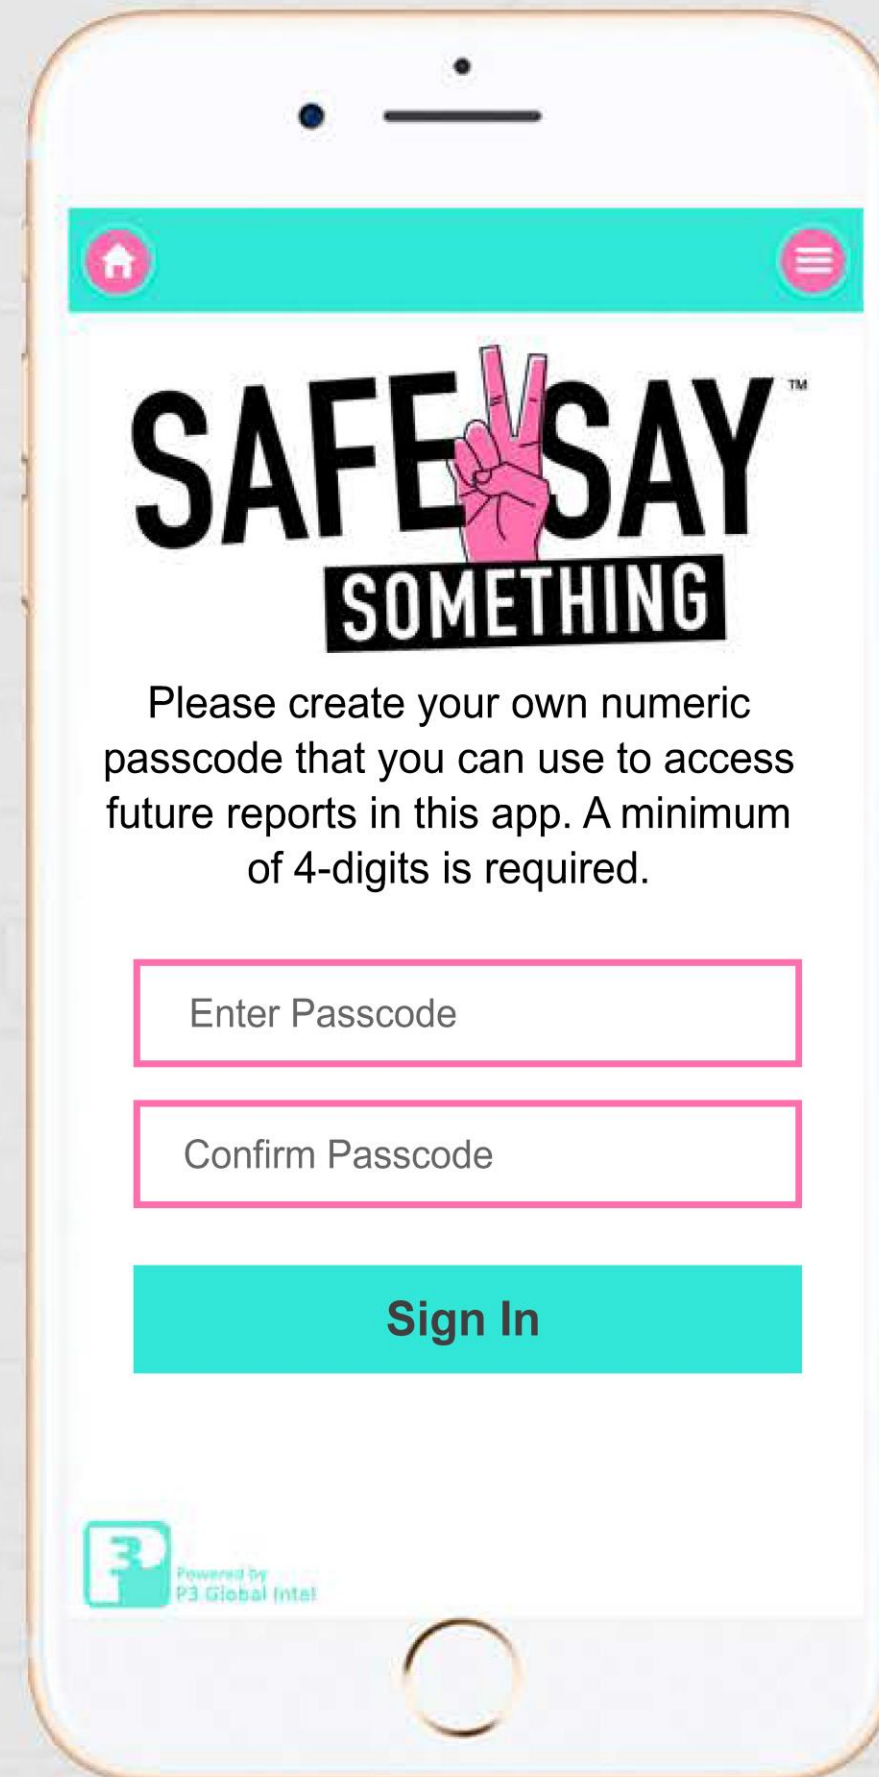 SAFE SAY ™
SOMETHING
Please create your own numeric
passcode that you can use to access
future reports in this app. A minimum
of 4-digits is required.
Enter Passcode
Confirm Passcode
Sign In
P3
Powered by
P3 Global Intel